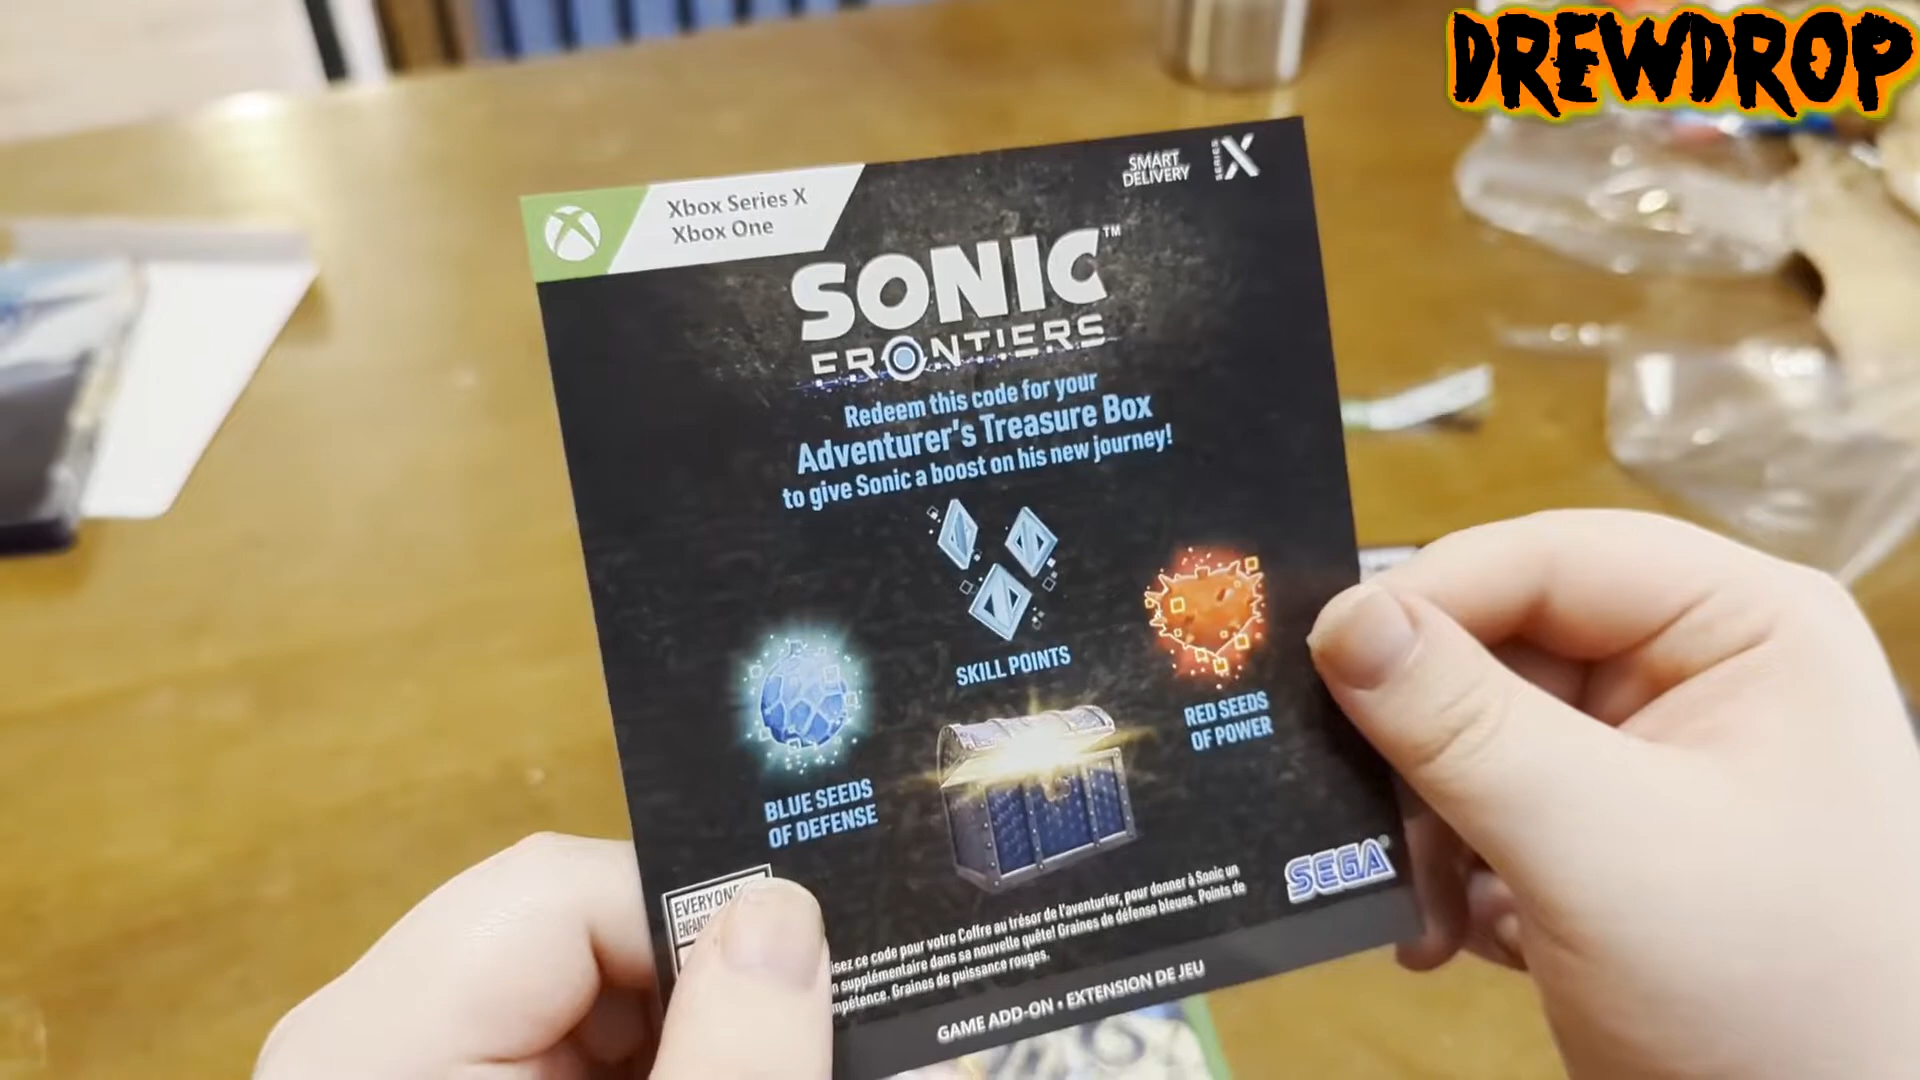 DREWDROP
Xbox Series X
Xbox One
SMART
DELIVERY
SERIES X
SONIC™
FRONTIERS
Redeem this code for your
Adventurer's Treasure Box
to give Sonic a boost on his new journey!
SKILL POINTS
RED SEEDS
OF POWER
BLUE SEEDS
OF DEFENSE
EVERYONE
SEGA®
ce code pour votre Coffre au trésor de l'aventurier, pour donner à Sonic un
supplémentaire dans sa nouvelle quête! Graines de défense bleues. Points de
Graines de puissance rouges.
GAME ADD-ON • EXTENSION DE JEU